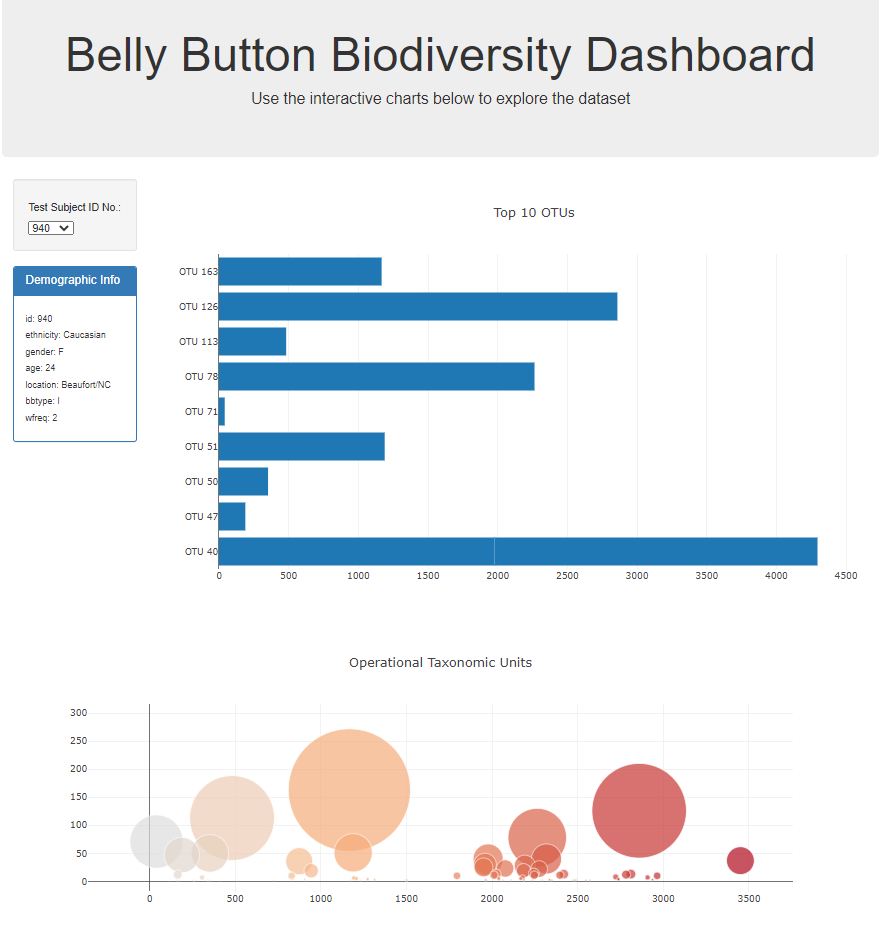 Belly Button Biodiversity Dashboard
Use the interactive charts below to explore the dataset
Test Subject ID No.:
940
Demographic Info
id: 940
ethnicity: Caucasian
gender: F
age: 24
location: Beaufort/NC
bbtype: I
wfreq: 2
Top 10 OTUs
OTU 163
OTU 126
OTU 113
OTU 78
OTU 71
OTU 51
OTU 50
OTU 47
OTU 40
0 500 1000 1500 2000 2500 3000 3500 4000 4500
Operational Taxonomic Units
300
250
200
150
100
50
0
0 500 1000 1500 2000 2500 3000 3500